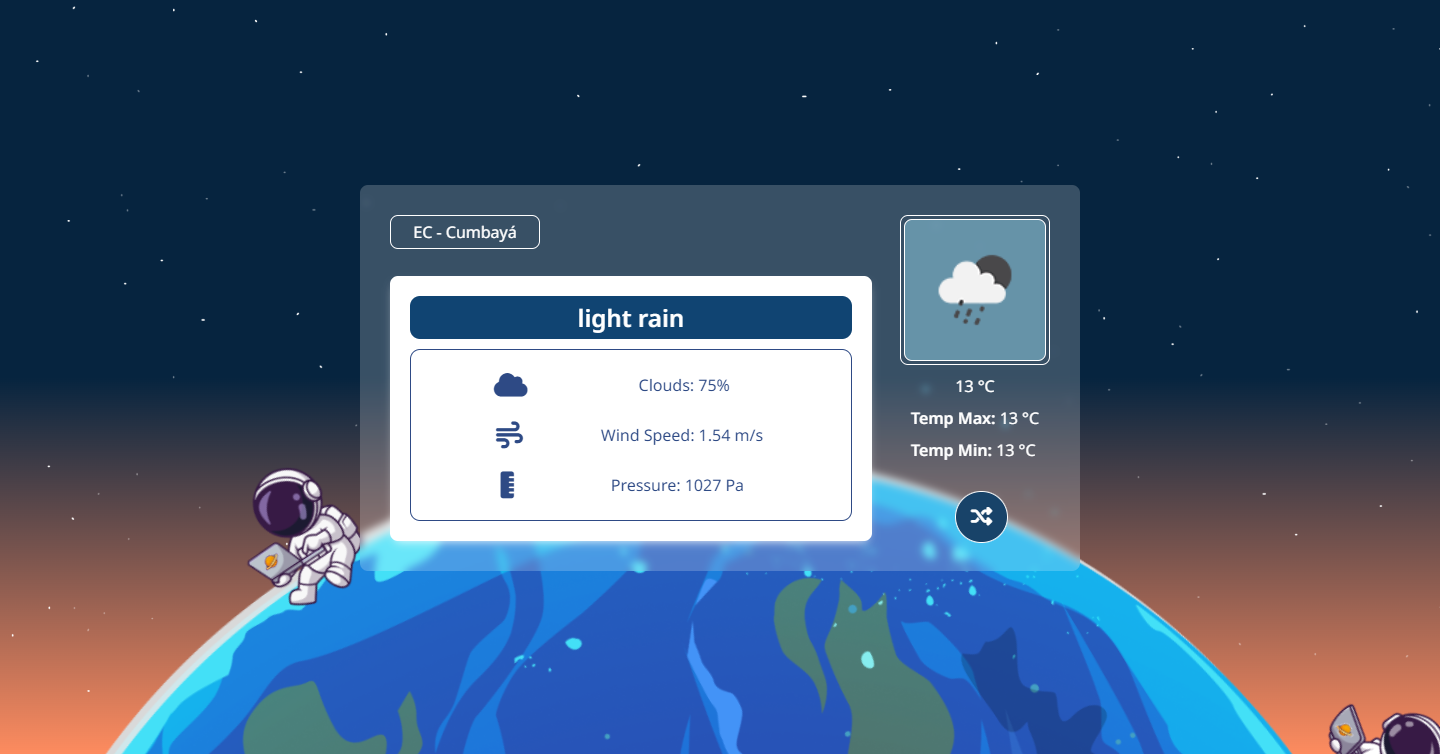 EC - Cumbayá
light rain
Clouds: 75%
Wind Speed: 1.54 m/s
Pressure: 1027 Pa
13 °C
Temp Max: 13 °C
Temp Min: 13 °C